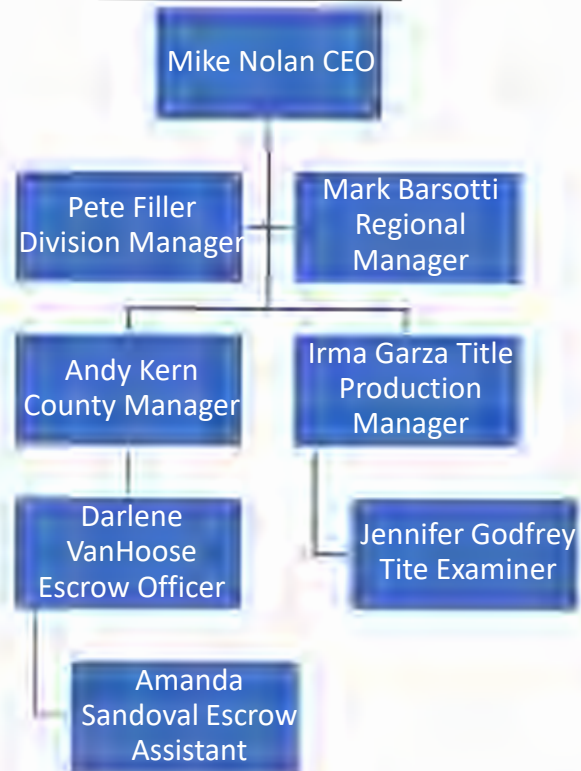 Mike Nolan CEO
Pete Filler
Division Manager
Mark Barsotti
Regional
Manager
Andy Kern
County Manager
Irma Garza Title
Production
Manager
Darlene
VanHoose
Escrow Officer
Jennifer Godfrey
Tite Examiner
Amanda
Sandoval Escrow
Assistant